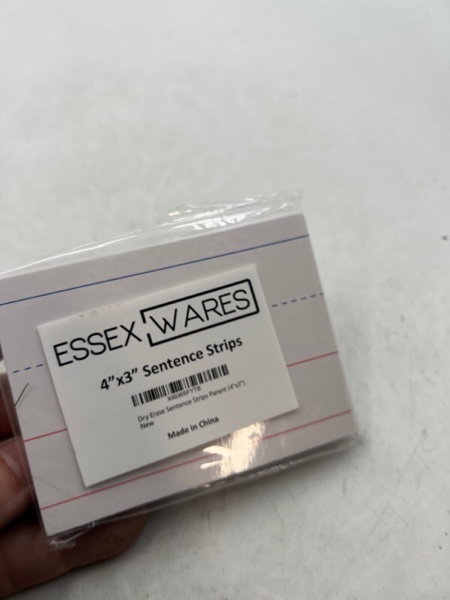 ESSEX WARES
4”x3” Sentence Strips
Dry Erase Sentence Strips Parent (4"x3")
New
Made in China